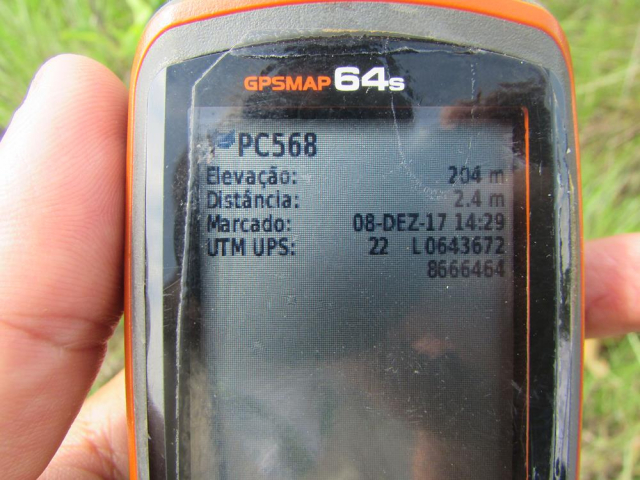 GPSMAP 64s
PC568
Elevação: 204 m
Distância: 2.4 m
Marcado: 08-DEZ-17 14:29
UTM UPS: 22 L 0643672
8666464